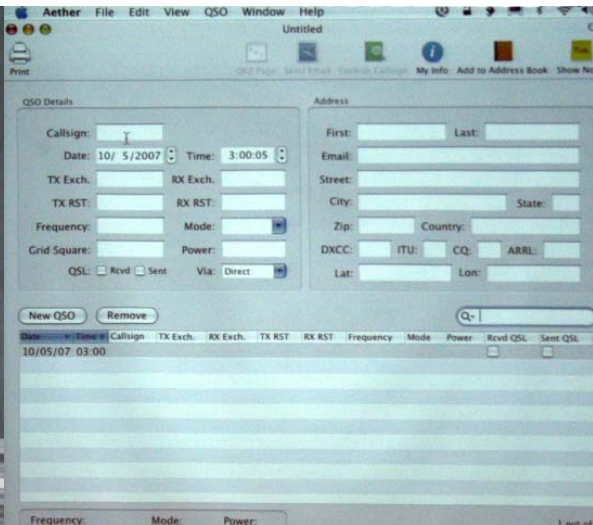 Aether File Edit View QSO Window Help
Untitled
Print QRZ Page Send Email Lookup Callsign My Info Add to Address Book Show No
QSO Details Address
Callsign: First: Last:
Date: 10/ 5/2007 Time: 3:00:05 Email:
TX Exch. RX Exch. Street:
TX RST: RX RST: City: State:
Frequency: Mode: Zip: Country:
Grid Square: Power: DXCC: ITU: CQ: ARRL:
QSL: Rcvd Sent Via: Direct Lat: Lon:
New QSO Remove Q-
Date Time Callsign TX Exch. RX Exch. TX RST RX RST Frequency Mode Power Rcvd QSL Sent QSL
10/05/07 03:00
Frequency: Mode: Power: 1 out of